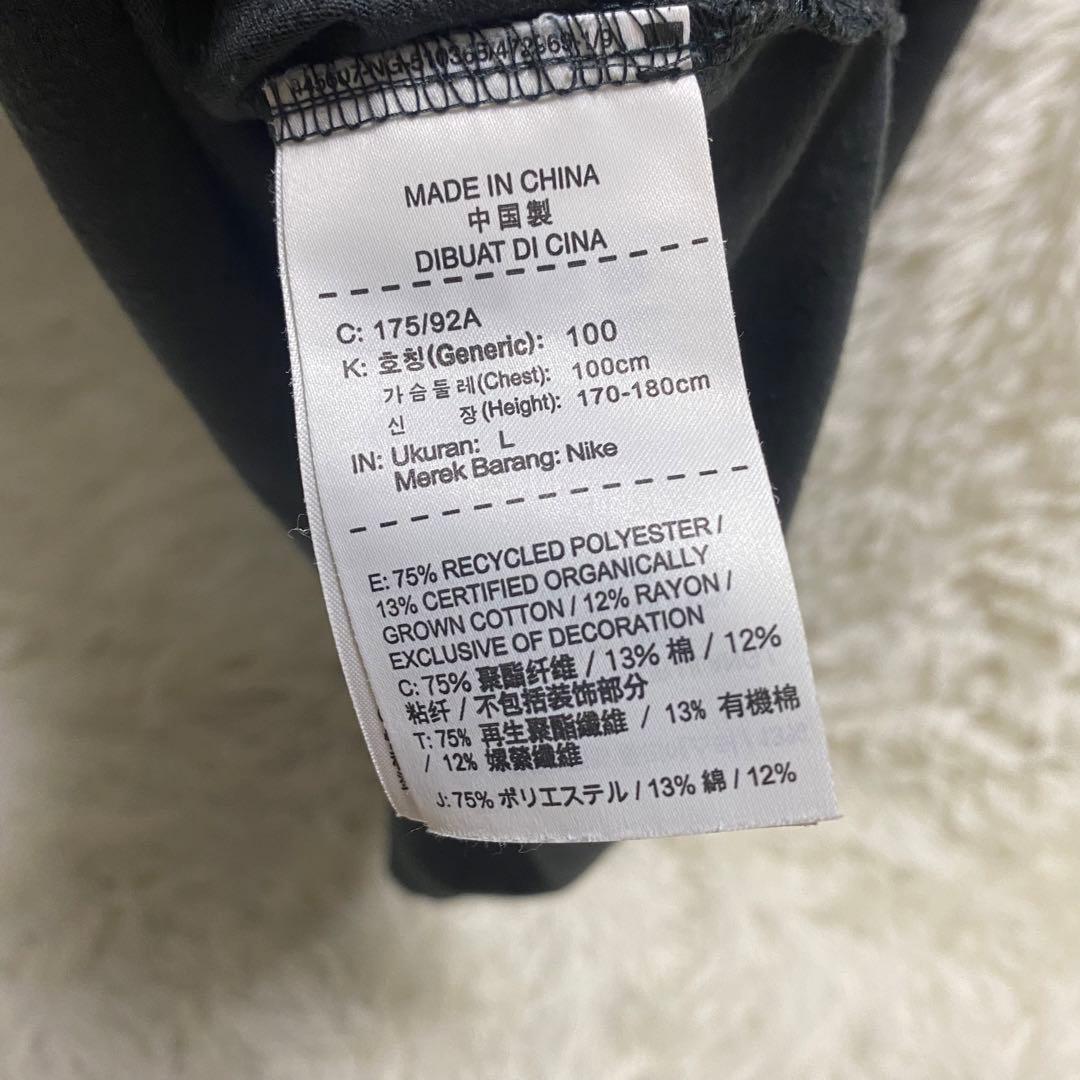 MADE IN CHINA
中国製
DIBUAT DI CINA
C: 175/92A
K: 호칭(Generic): 100
가슴둘레(Chest): 100cm
신 장(Height): 170-180cm
IN: Ukuran: L
Merek Barang: Nike
E: 75% RECYCLED POLYESTER /
13% CERTIFIED ORGANICALLY
GROWN COTTON / 12% RAYON /
EXCLUSIVE OF DECORATION
C: 75% 聚酯纤维 / 13% 棉 / 12%
粘纤 / 不包括装饰部分
T: 75% 再生聚酯纖維 / 13% 有機棉
/ 12% 嫘縈纖維
J: 75% ポリエステル / 13% 綿 / 12%